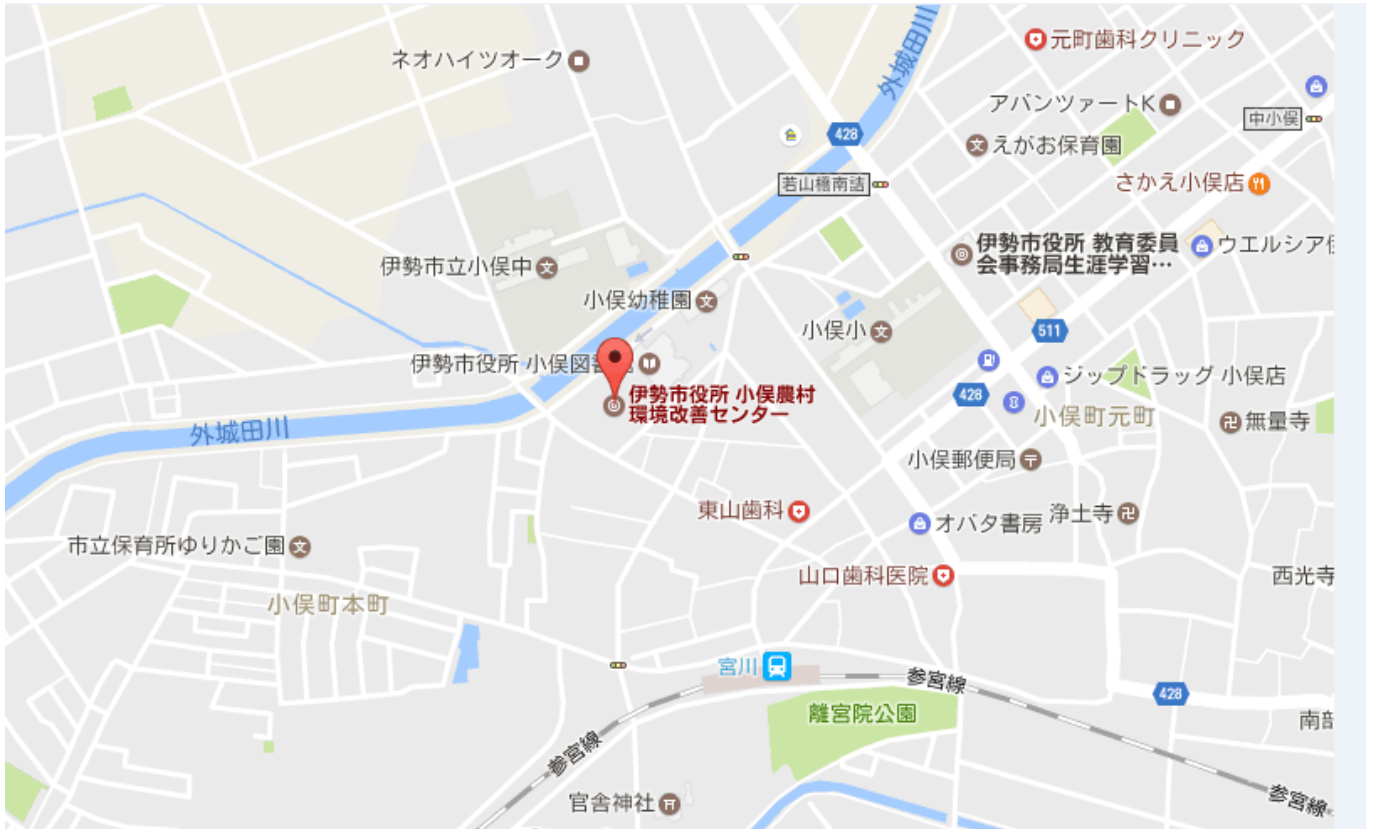 元町歯科クリニック
ネオハイツオーク
外城田川
アバンツァートK
中小俣
428
えがお保育園
若山橋南詰
さかえ小俣店
伊勢市役所 教育委員
会事務局生涯学習…
ウエルシア
伊勢市立小俣中
小俣幼稚園
小俣小
511
伊勢市役所 小俣図
ジップドラッグ 小俣店
428
伊勢市役所 小俣農村
環境改善センター
小俣町元町
無量寺
外城田川
小俣郵便局
東山歯科
オバタ書房
浄土寺
市立保育所ゆりかご園
山口歯科医院
西光寺
小俣町本町
宮川
参宮線
428
離宮院公園
南部
参宮線
官舎神社
参宮線